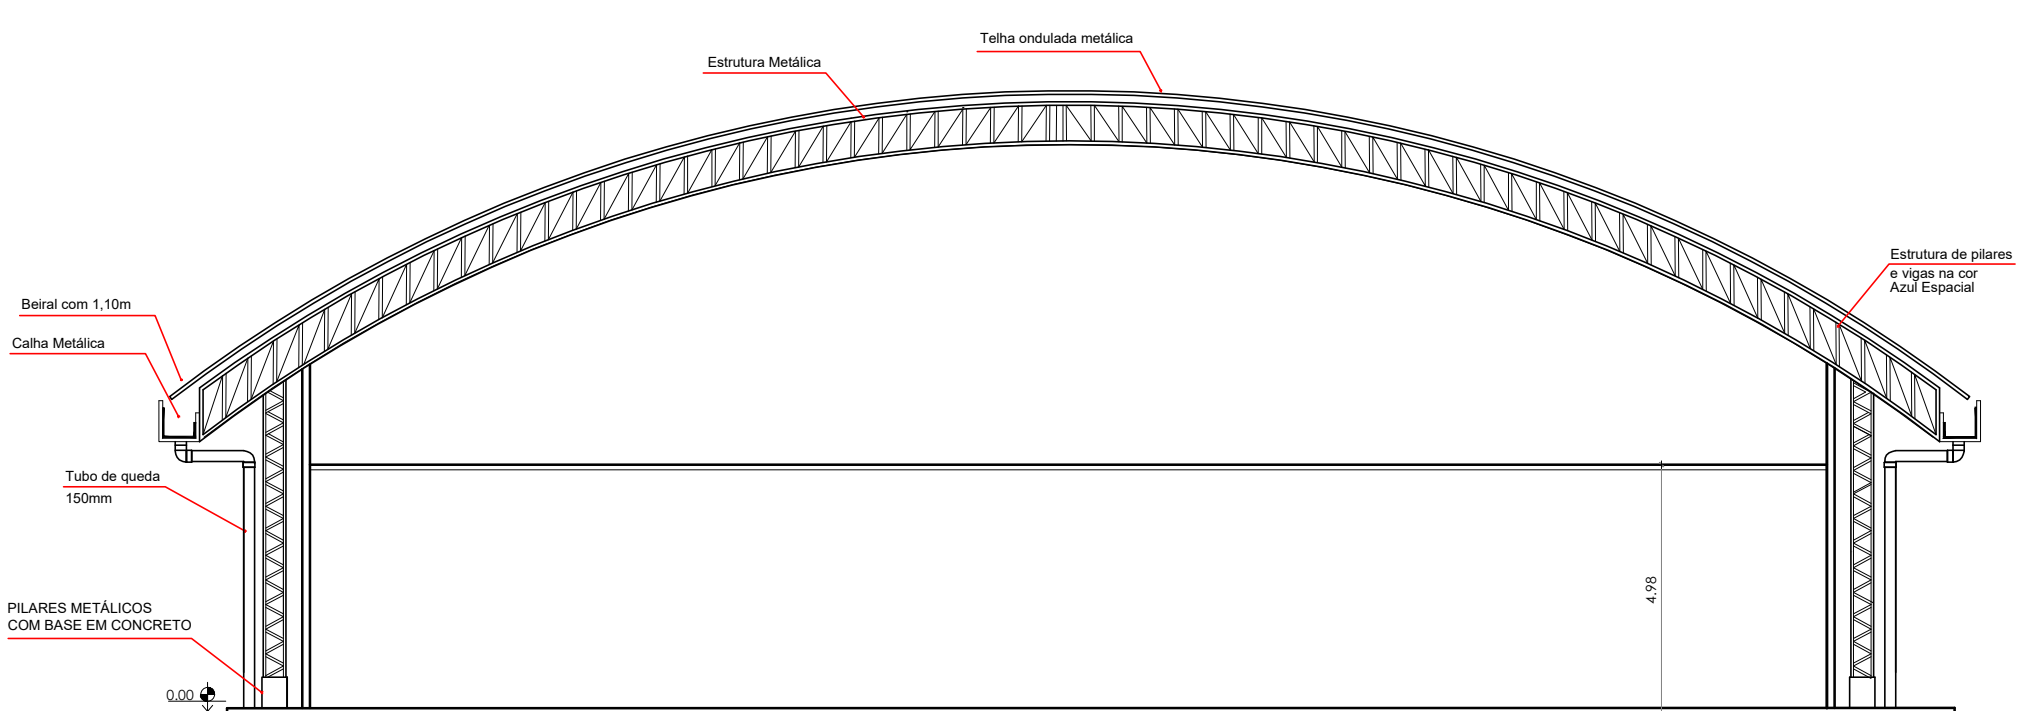 Telha ondulada metálica
Estrutura Metálica
Estrutura de pilares
e vigas na cor
Azul Espacial
Beiral com 1,10m
Calha Metálica
Tubo de queda
150mm
4.98
PILARES METÁLICOS
COM BASE EM CONCRETO
0.00